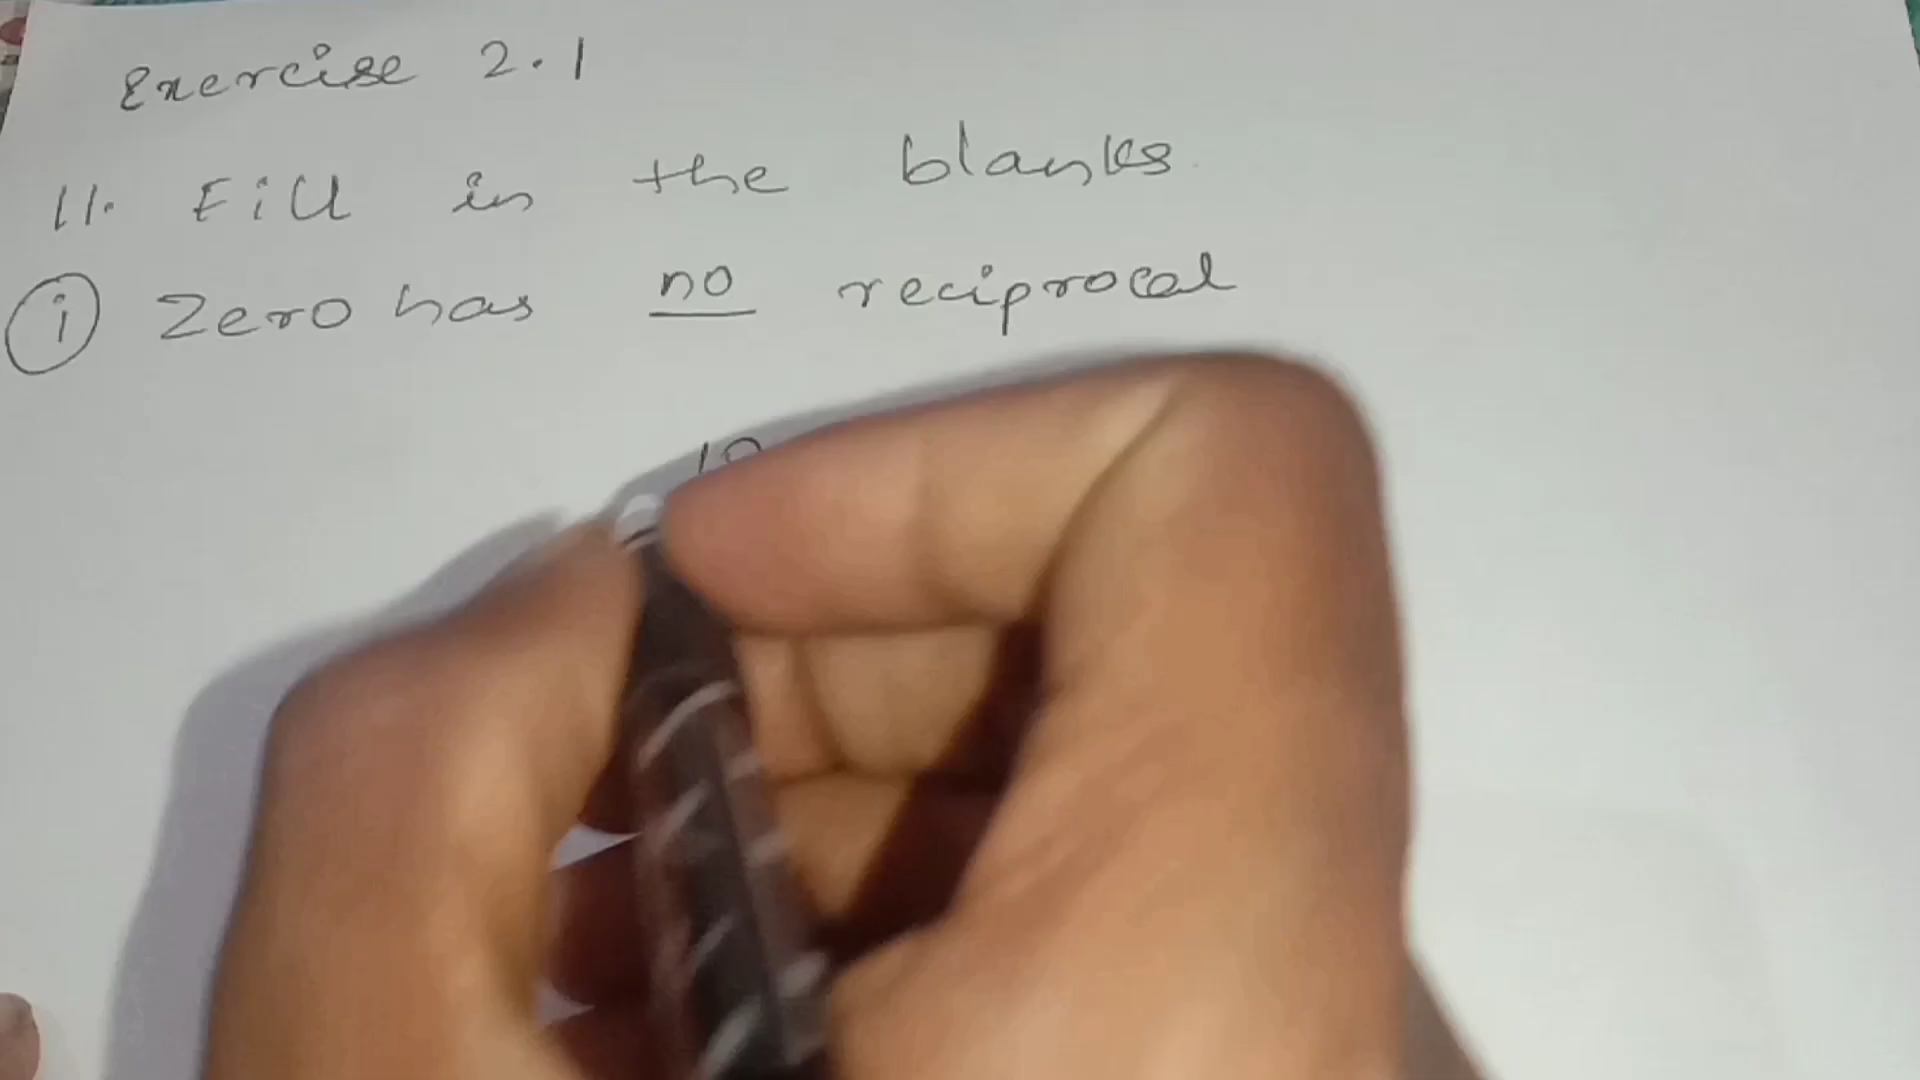 Exercise 2.1
11. Fill in the blanks
i Zero has no reciprocal